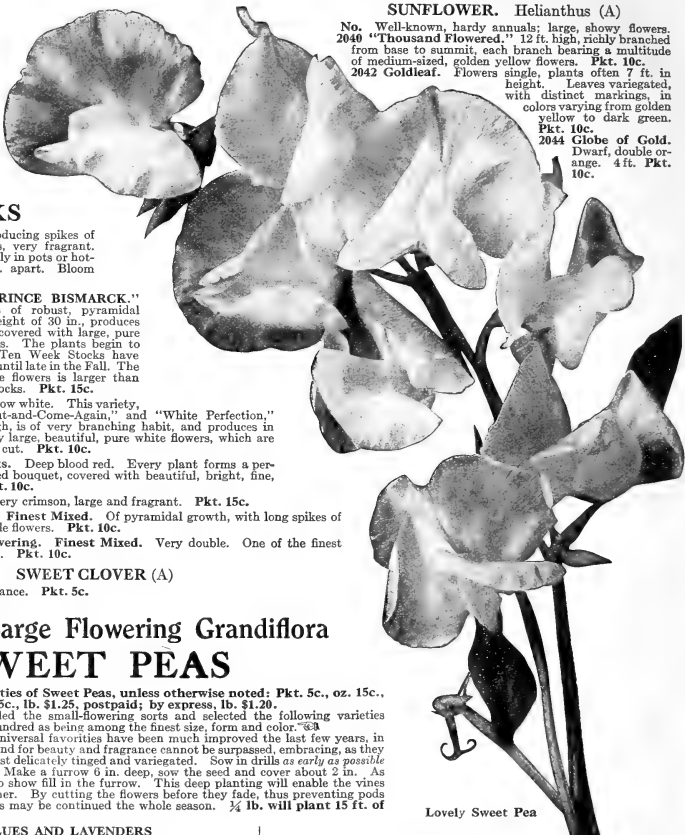 SUNFLOWER. Helianthus (A)
No. Well-known, hardy annuals; large, showy flowers.
2040 "Thousand Flowered." 12 ft. high, richly branched
from base to summit, each branch bearing a multitude
of medium-sized, golden yellow flowers. Pkt. 10c.
2042 Goldleaf. Flowers single, plants often 7 ft. in
height. Leaves variegated,
with distinct markings, in
colors varying from golden
yellow to dark green.
Pkt. 10c.
2044 Globe of Gold.
Dwarf, double or-
ange. 4 ft. Pkt.
10c.
KS
oducing spikes of
s, very fragrant.
ly in pots or hot-
. apart. Bloom
RINCE BISMARCK."
s of robust, pyramidal
eight of 30 in., produces
covered with large, pure
s. The plants begin to
Ten Week Stocks have
until late in the Fall. The
e flowers is larger than
ocks. Pkt. 15c.
ow white. This variety,
ut-and-Come-Again," and "White Perfection,"
gh, is of very branching habit, and produces in
y large, beautiful, pure white flowers, which are
cut. Pkt. 10c.
ks. Deep blood red. Every plant forms a per-
ed bouquet, covered with beautiful, bright, fine,
t. 10c.
ery crimson, large and fragrant. Pkt. 15c.
Finest Mixed. Of pyramidal growth, with long spikes of
le flowers. Pkt. 10c.
wering. Finest Mixed. Very double. One of the finest
. Pkt. 10c.
SWEET CLOVER (A)
ance. Pkt. 5c.
arge Flowering Grandiflora
WEET PEAS
ties of Sweet Peas, unless otherwise noted: Pkt. 5c., oz. 15c.,
5c., lb. $1.25, postpaid; by express, lb. $1.20.
ded the small-flowering sorts and selected the following varieties
undred as being among the finest size, form and color.
niversal favorities have been much improved the last few years, in
nd for beauty and fragrance cannot be surpassed, embracing, as they
st delicately tinged and variegated. Sow in drills as early as possible
Make a furrow 6 in. deep, sow the seed and cover about 2 in. As
o show fill in the furrow. This deep planting will enable the vines
er. By cutting the flowers before they fade, thus preventing pods
s may be continued the whole season. ¼ lb. will plant 15 ft. of
LUES AND LAVENDERS
Lovely Sweet Pea